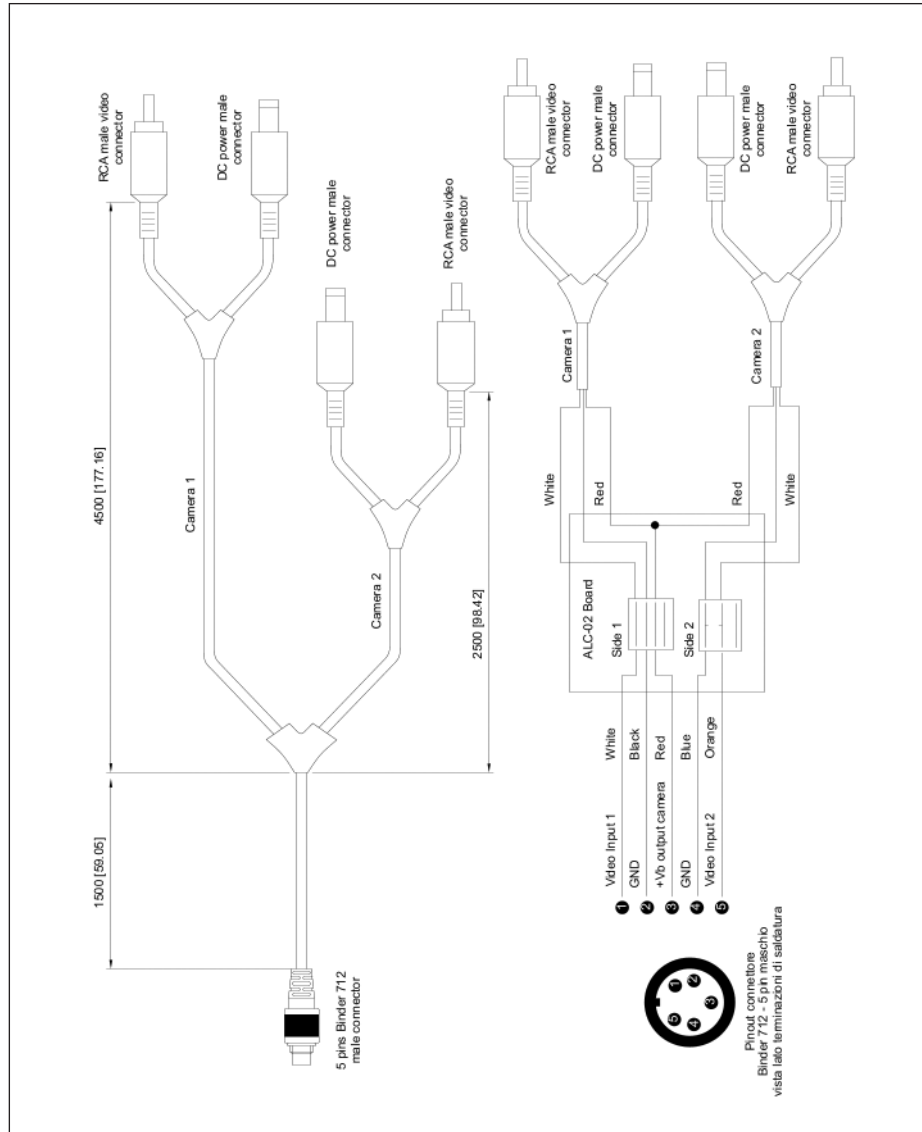 RCA male video
connector
DC power male
connector
4500 [177.16]
Camera 1
DC power male
connector
RCA male video
connector
Camera 2
2500 [98.42]
1500 [59.05]
5 pins Binder 712
male connector
RCA male video
connector
DC power male
connector
DC power male
connector
RCA male video
connector
Camera 1
Camera 2
White
Red
Red
White
ALC-02 Board
Side 1
Side 2
White
Black
Red
Blue
Orange
Video Input 1
GND
+Vb output camera
GND
Video Input 2
1
2
3
4
5
1
2
3
4
5
Pinout connettore
Binder 712 - 5 pin maschio
vista lato terminazioni di saldatura